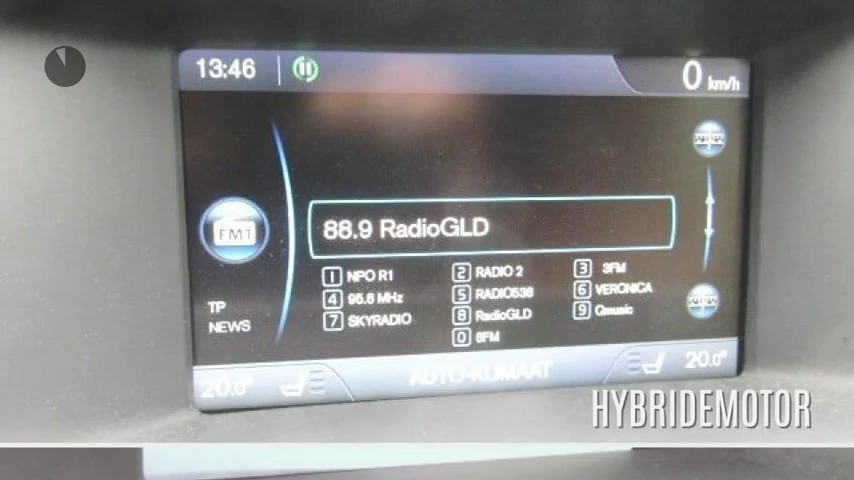 13:46
0 km/h
FM1
88.9 RadioGLD
1 NPO R1 2 RADIO 2 3 3FM
4 95.8 MHz 5 RADIO538 6 VERONICA
7 SKYRADIO 8 RadioGLD 9 Qmusic
0 6FM
TP
NEWS
20.0° AUTO-KLIMAAT 20.0°
HYBRIDEMOTOR